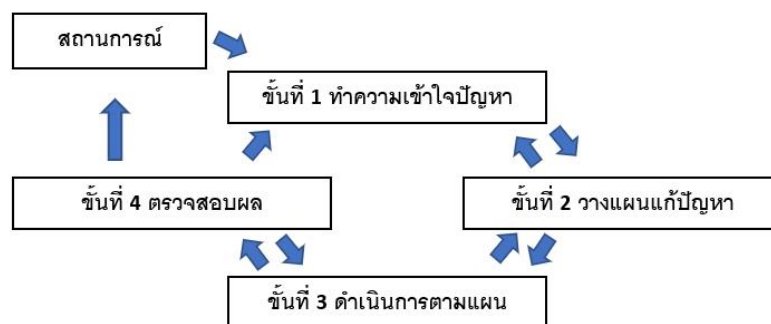 สถานการณ์
ขั้นที่ 1 ทำความเข้าใจปัญหา
ขั้นที่ 4 ตรวจสอบผล
ขั้นที่ 2 วางแผนแก้ปัญหา
ขั้นที่ 3 ดำเนินการตามแผน